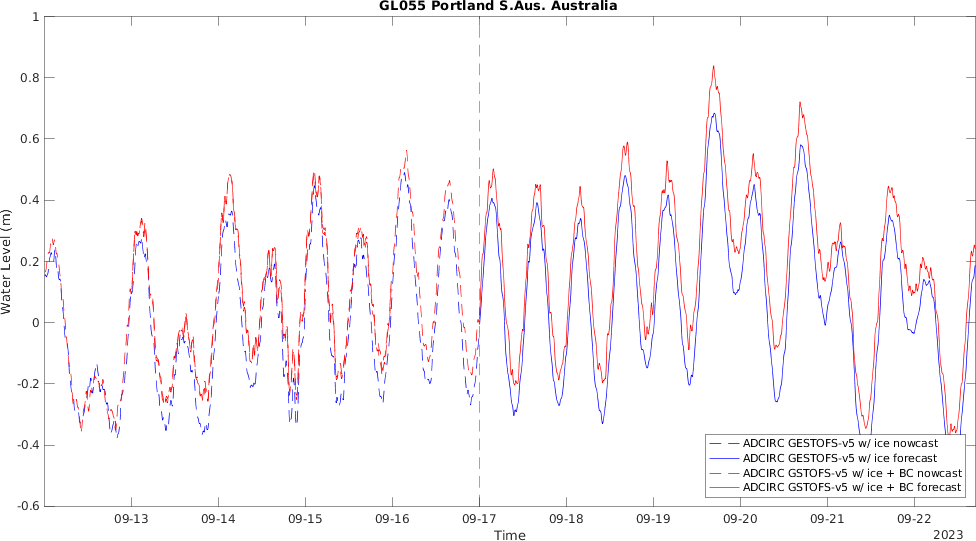 GL055 Portland S.Aus. Australia
1
0.8
0.6
0.4
0.2
0
-0.2
-0.4
-0.6
Water Level (m)
09-13 09-14 09-15 09-16 09-17 09-18 09-19 09-20 09-21 09-22
Time
2023
ADCIRC GESTOFS-v5 w/ ice nowcast
ADCIRC GESTOFS-v5 w/ ice forecast
ADCIRC GSTOFS-v5 w/ ice + BC nowcast
ADCIRC GSTOFS-v5 w/ ice + BC forecast